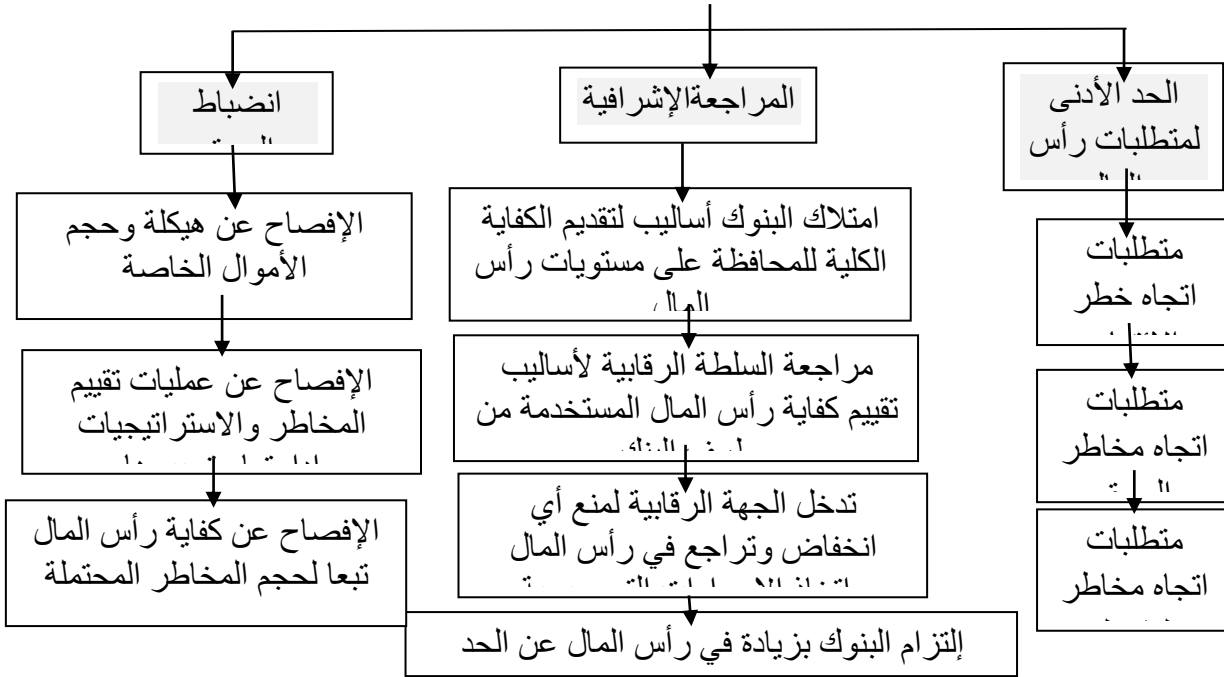 الحد الأدنى
لمتطلبات رأس
المراجعةالإشرافية
انضباط
متطلبات
اتجاه خطر
متطلبات
اتجاه مخاطر
متطلبات
اتجاه مخاطر
امتلاك البنوك أساليب لتقديم الكفاية
الكلية للمحافظة على مستويات رأس
المال
مراجعة السلطة الرقابية لأساليب
تقييم كفاية رأس المال المستخدمة من
تدخل الجهة الرقابية لمنع أي
انخفاض وتراجع في رأس المال
إلتزام البنوك بزيادة في رأس المال عن الحد
الإفصاح عن هيكلة وحجم
الأموال الخاصة
الإفصاح عن عمليات تقييم
المخاطر والاستراتيجيات
الإفصاح عن كفاية رأس المال
تبعا لحجم المخاطر المحتملة